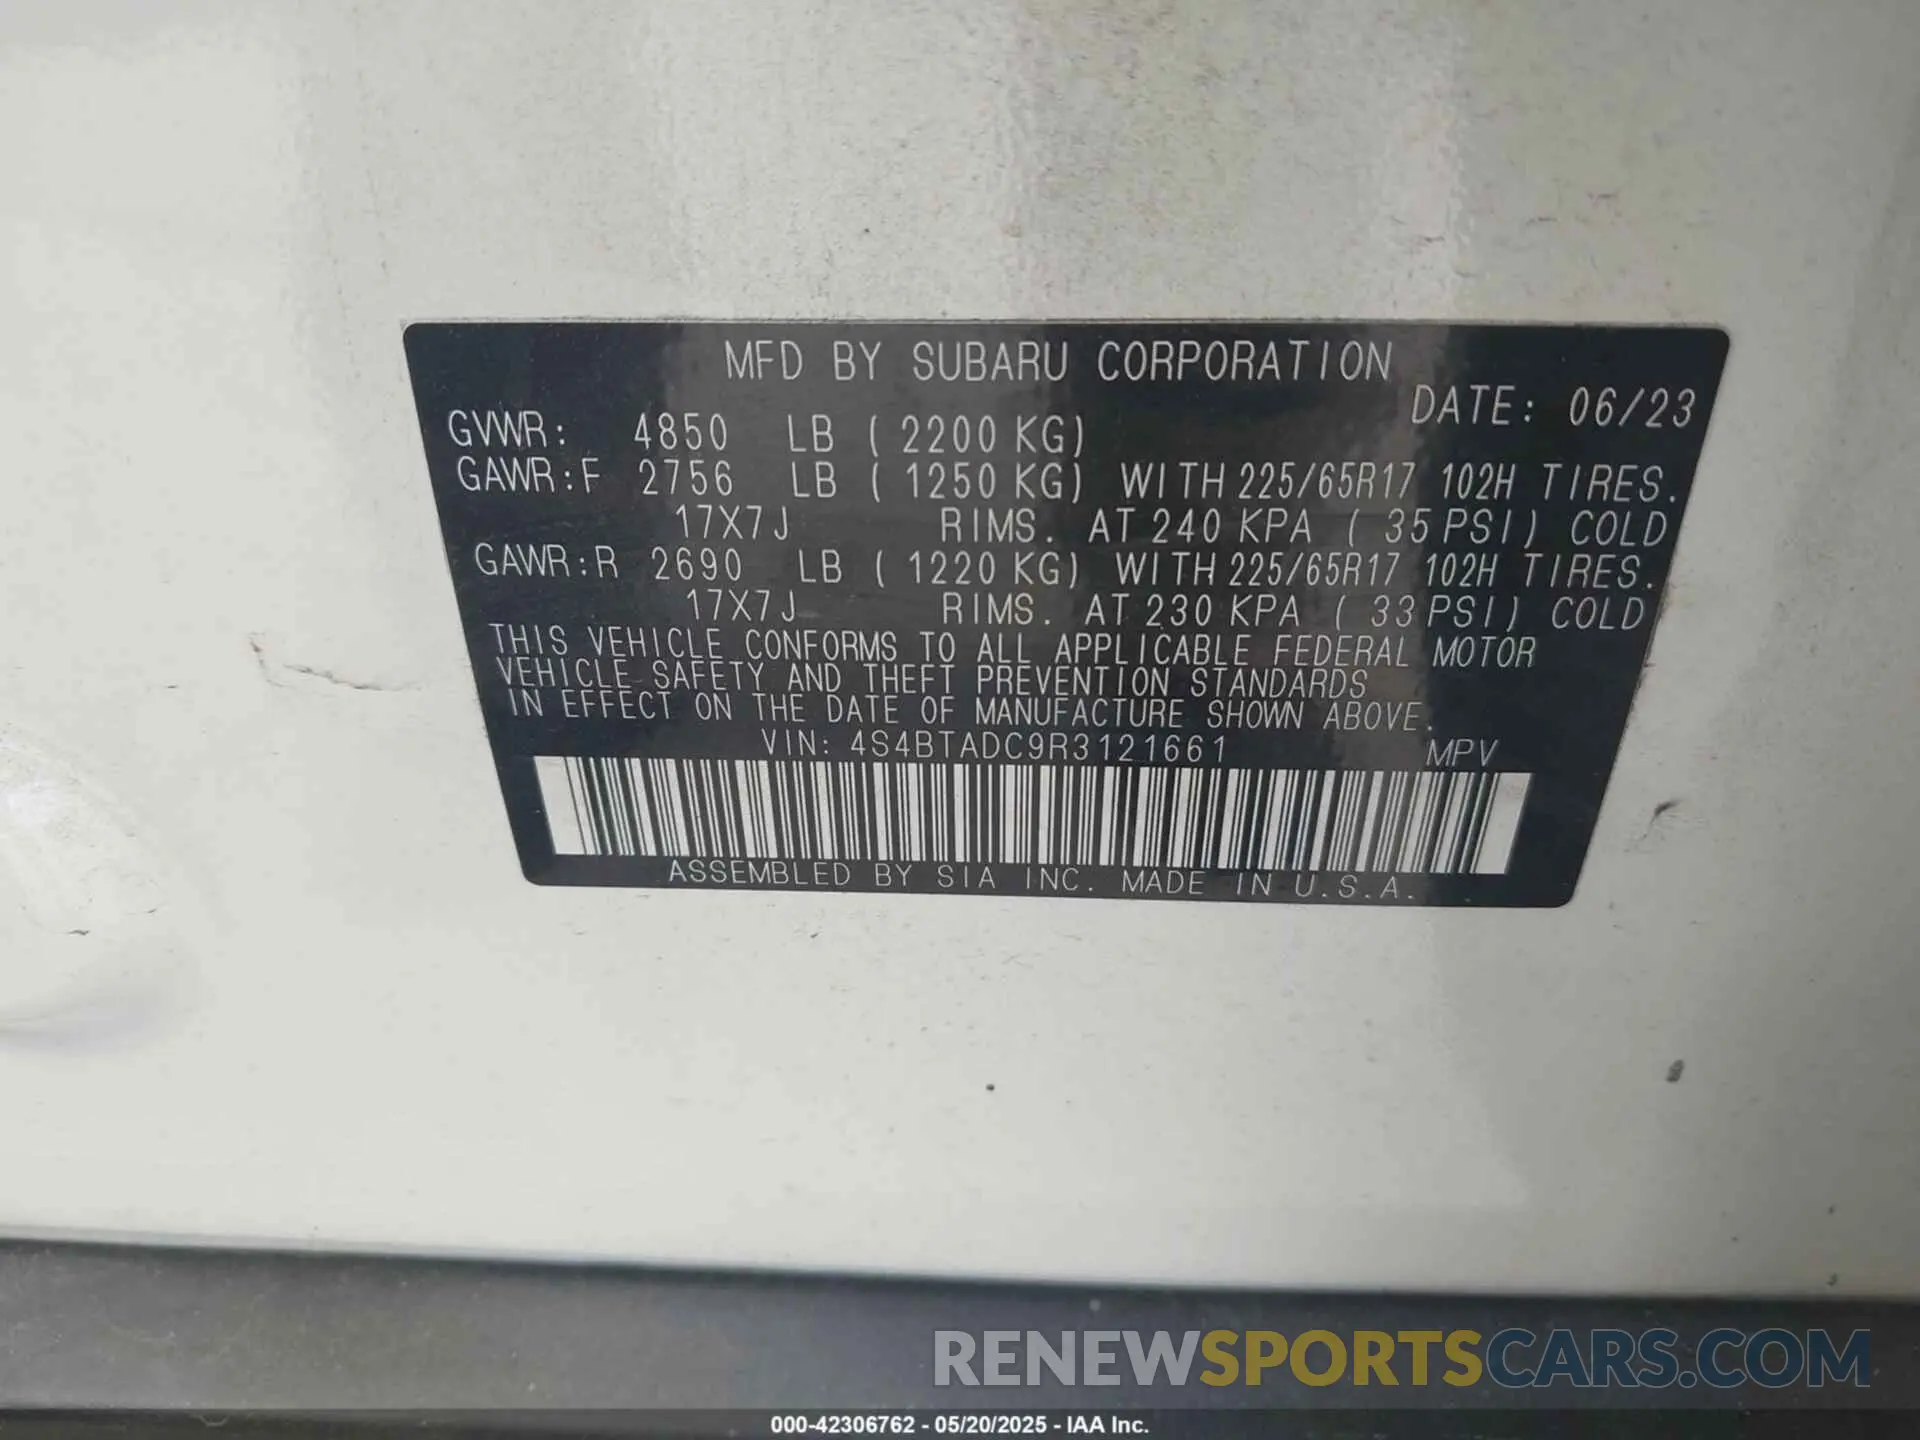 MFD BY SUBARU CORPORATION
DATE: 06/23
GVWR: 4850 LB ( 2200 KG)
GAWR:F 2756 LB ( 1250 KG) WITH 225/65R17 102H TIRES.
17X7J RIMS. AT 240 KPA ( 35 PSI) COLD
GAWR:R 2690 LB ( 1220 KG) WITH 225/65R17 102H TIRES.
17X7J RIMS. AT 230 KPA ( 33 PSI) COLD
THIS VEHICLE CONFORMS TO ALL APPLICABLE FEDERAL MOTOR
VEHICLE SAFETY AND THEFT PREVENTION STANDARDS
IN EFFECT ON THE DATE OF MANUFACTURE SHOWN ABOVE.
VIN: 4S4BTADC9R3121661 MPV
ASSEMBLED BY SIA INC. MADE IN U.S.A.
RENEWSPORTSCARS.COM
000-42306762 - 05/20/2025 - IAA Inc.